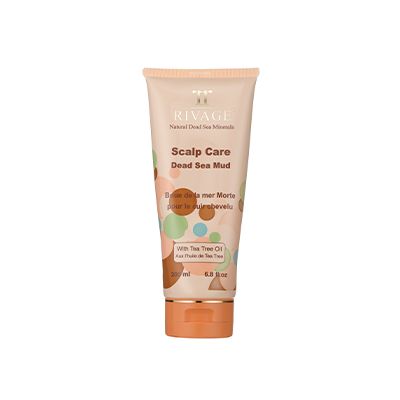 RIVAGE
Natural Dead Sea Minerals
Scalp Care
Dead Sea Mud
Boue de la mer Morte
pour le cuir chevelu
With Tea Tree Oil
Aux l'huile de Tea Tree
200 ml 6.8 fl.oz